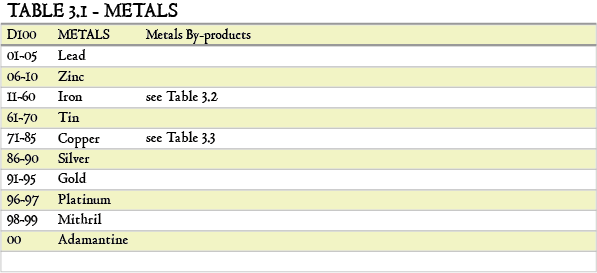 TABLE 3.1 - METALS
D100 METALS Metals By-products
01-05 Lead
06-10 Zinc
11-60 Iron see Table 3.2
61-70 Tin
71-85 Copper see Table 3.3
86-90 Silver
91-95 Gold
96-97 Platinum
98-99 Mithril
00 Adamantine